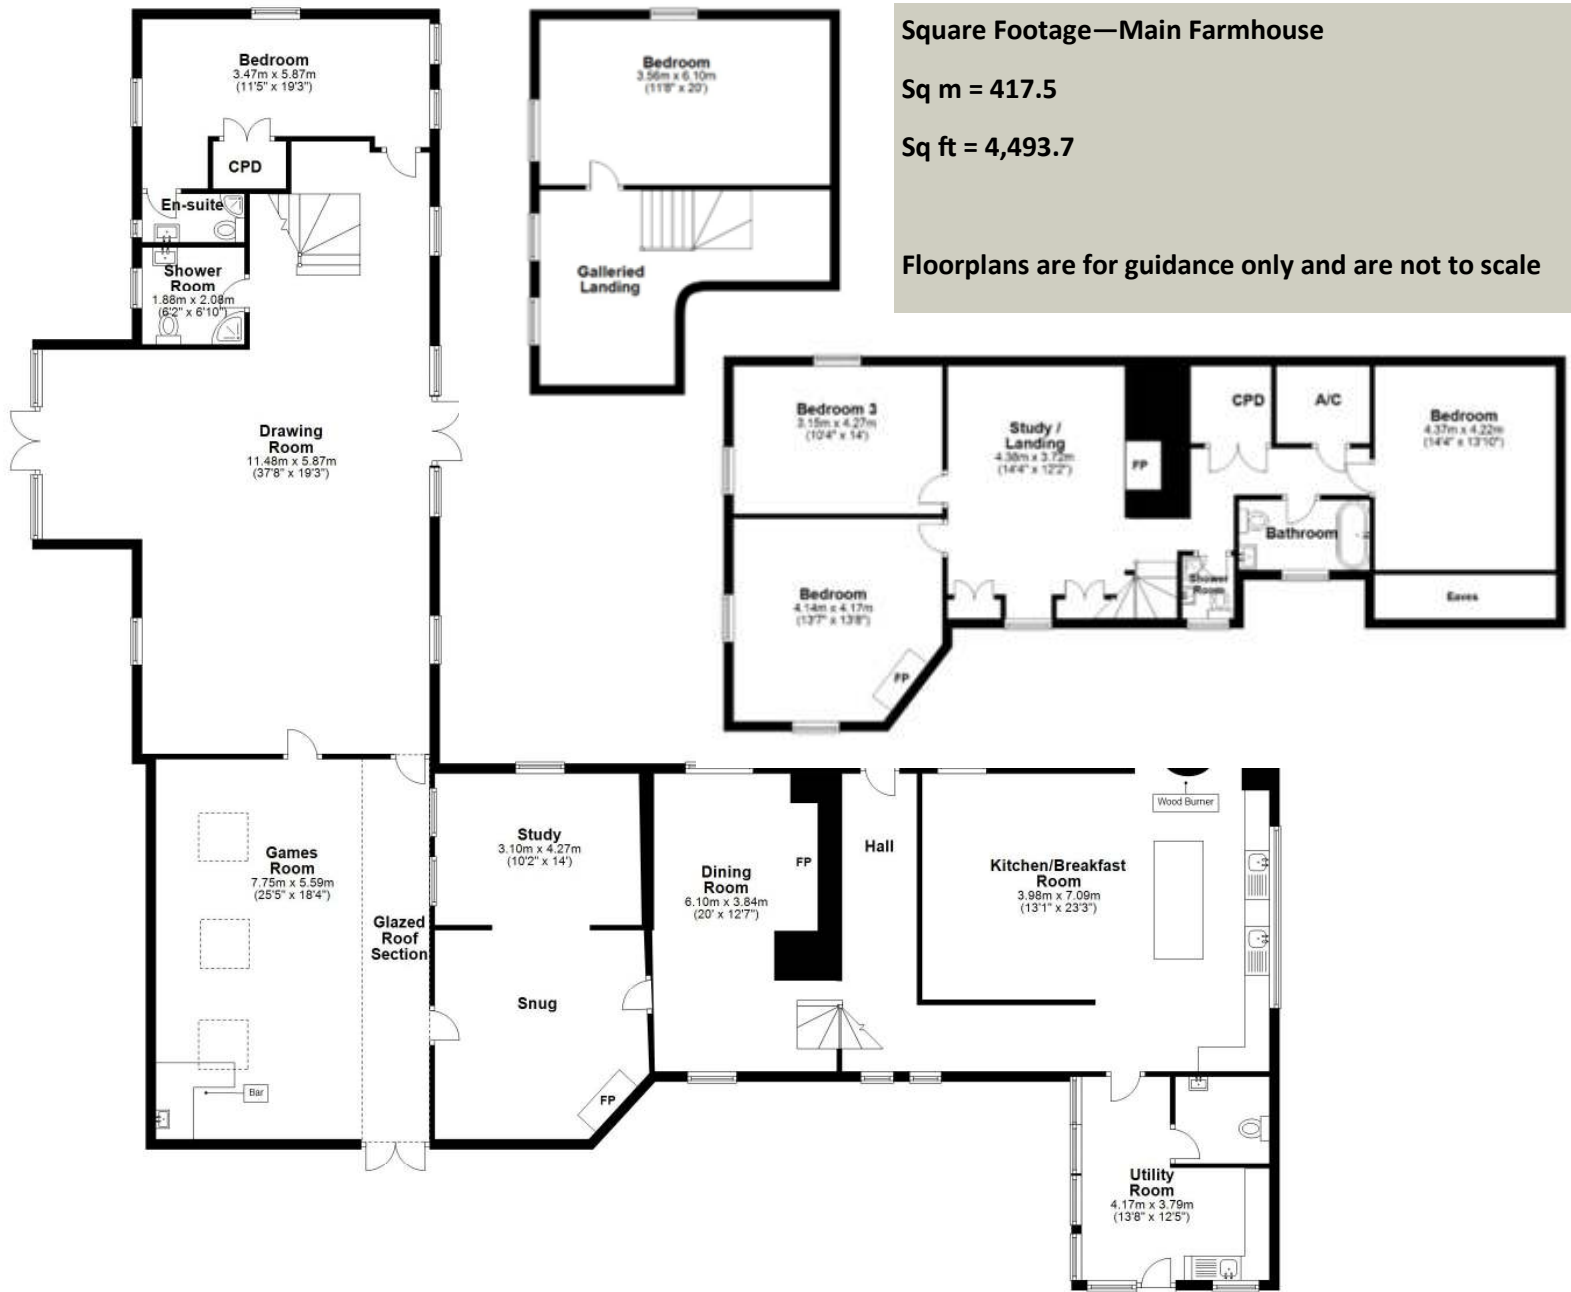 Square Footage—Main Farmhouse
Sq m = 417.5
Sq ft = 4,493.7
Floorplans are for guidance only and are not to scale
Bedroom
3.47m x 5.87m
(11'5" x 19'3")
CPD
En-suite
Shower
Room
1.88m x 2.08m
(6'2" x 6'10")
Drawing
Room
11.48m x 5.87m
(37'8" x 19'3")
Bedroom
3.56m x 6.10m
(11'8" x 20')
Galleried
Landing
Bedroom 3
3.15m x 4.27m
(10'4" x 14')
Study /
Landing
4.38m x 3.72m
(14'4" x 12'2")
FP
CPD
A/C
Bedroom
4.37m x 4.22m
(14'4" x 13'10")
Bathroom
Shower
Room
Eaves
Bedroom
4.14m x 4.17m
(13'7" x 13'8")
FP
Games
Room
7.75m x 5.59m
(25'5" x 18'4")
Glazed
Roof
Section
Bar
Study
3.10m x 4.27m
(10'2" x 14')
Snug
FP
Dining
Room
6.10m x 3.84m
(20' x 12'7")
FP
Hall
Kitchen/Breakfast
Room
3.98m x 7.09m
(13'1" x 23'3")
Wood Burner
Utility
Room
4.17m x 3.79m
(13'8" x 12'5")